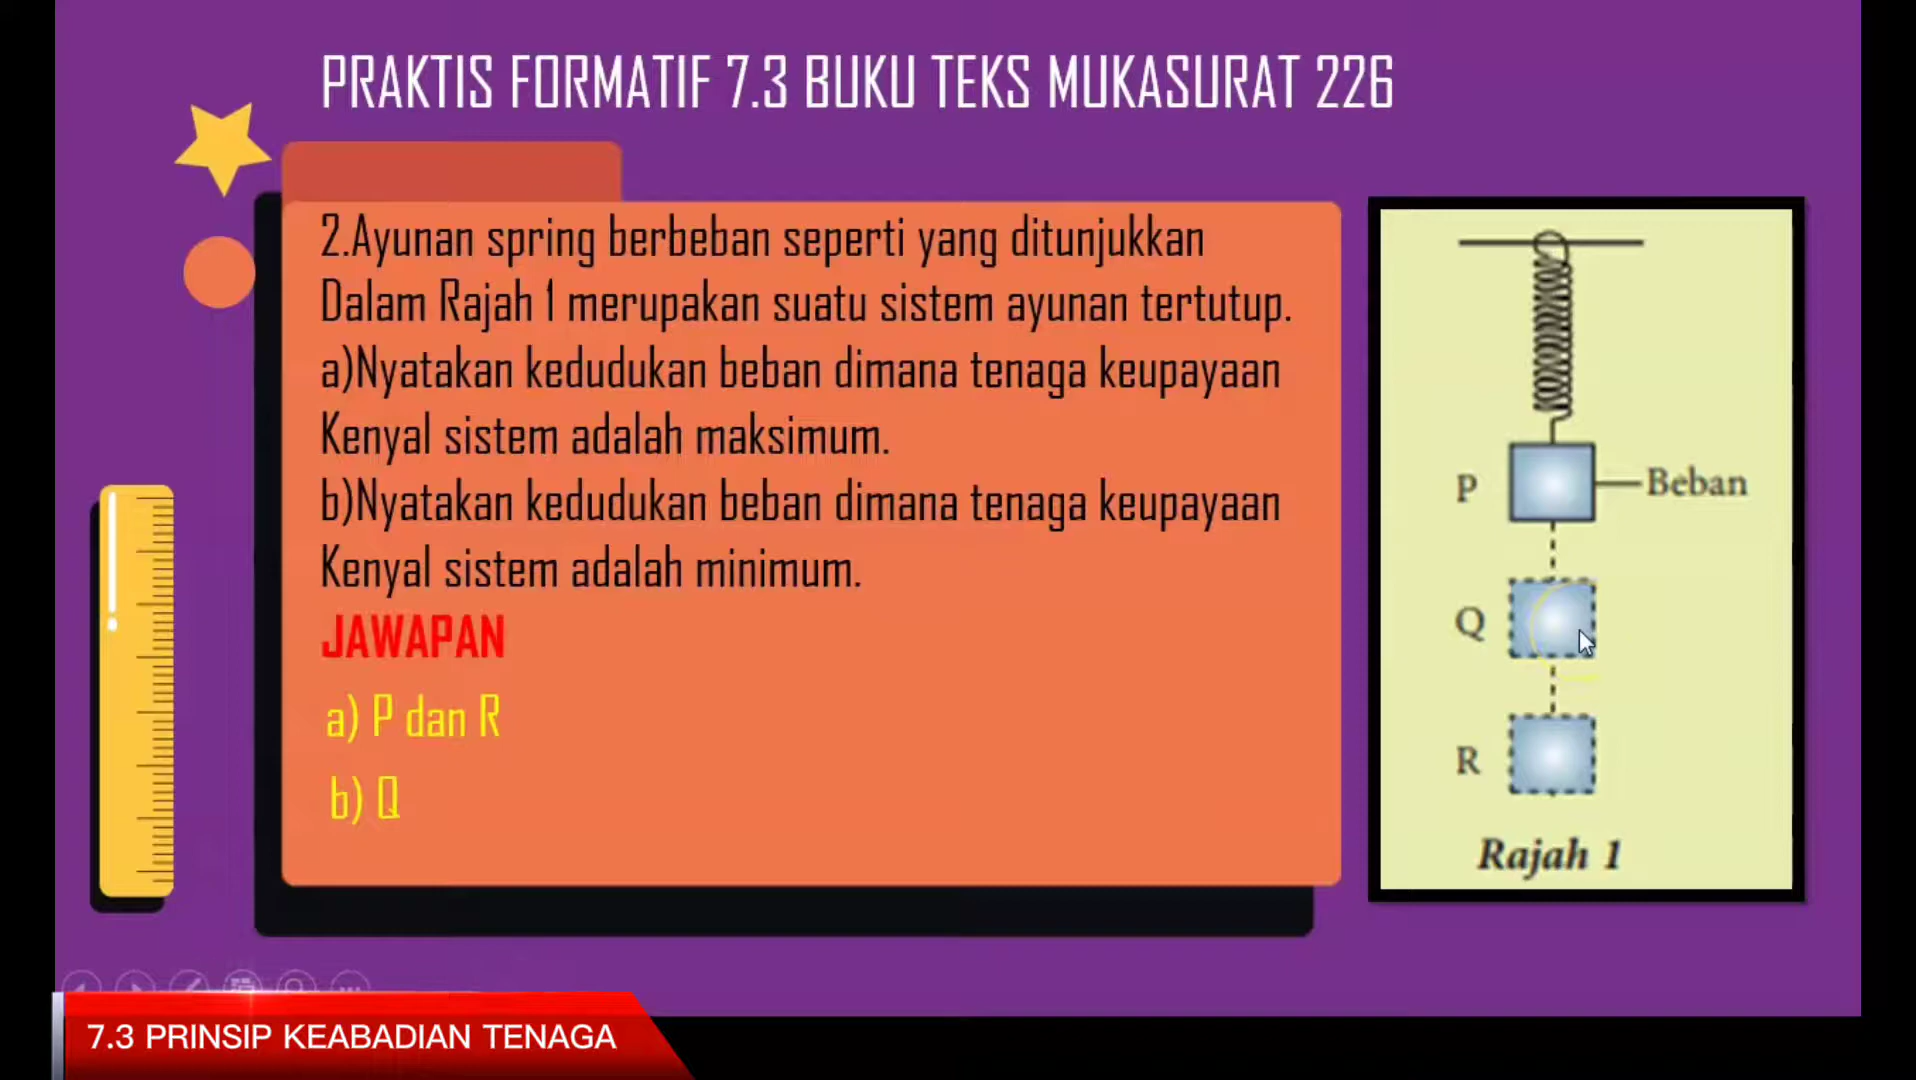 PRAKTIS FORMATIF 7.3 BUKU TEKS MUKASURAT 226
2.Ayunan spring berbeban seperti yang ditunjukkan
Dalam Rajah 1 merupakan suatu sistem ayunan tertutup.
a)Nyatakan kedudukan beban dimana tenaga keupayaan
Kenyal sistem adalah maksimum.
b)Nyatakan kedudukan beban dimana tenaga keupayaan
Kenyal sistem adalah minimum.
JAWAPAN
a) P dan R
b) Q
P
Beban
Q
R
Rajah 1
7.3 PRINSIP KEABADIAN TENAGA